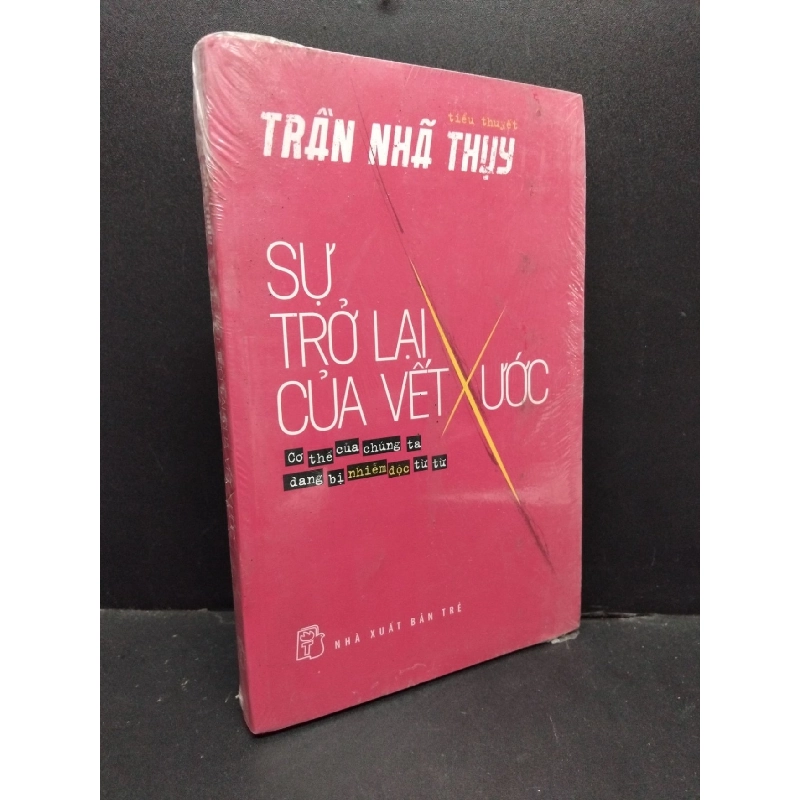 tiểu thuyết
TRẦN NHÃ THỤY
SỰ
TRỞ LẠI
CỦA VẾT XƯỚC
Cơ thể của chúng ta
đang bị nhiễm độc từ từ
NHÀ XUẤT BẢN TRẺ